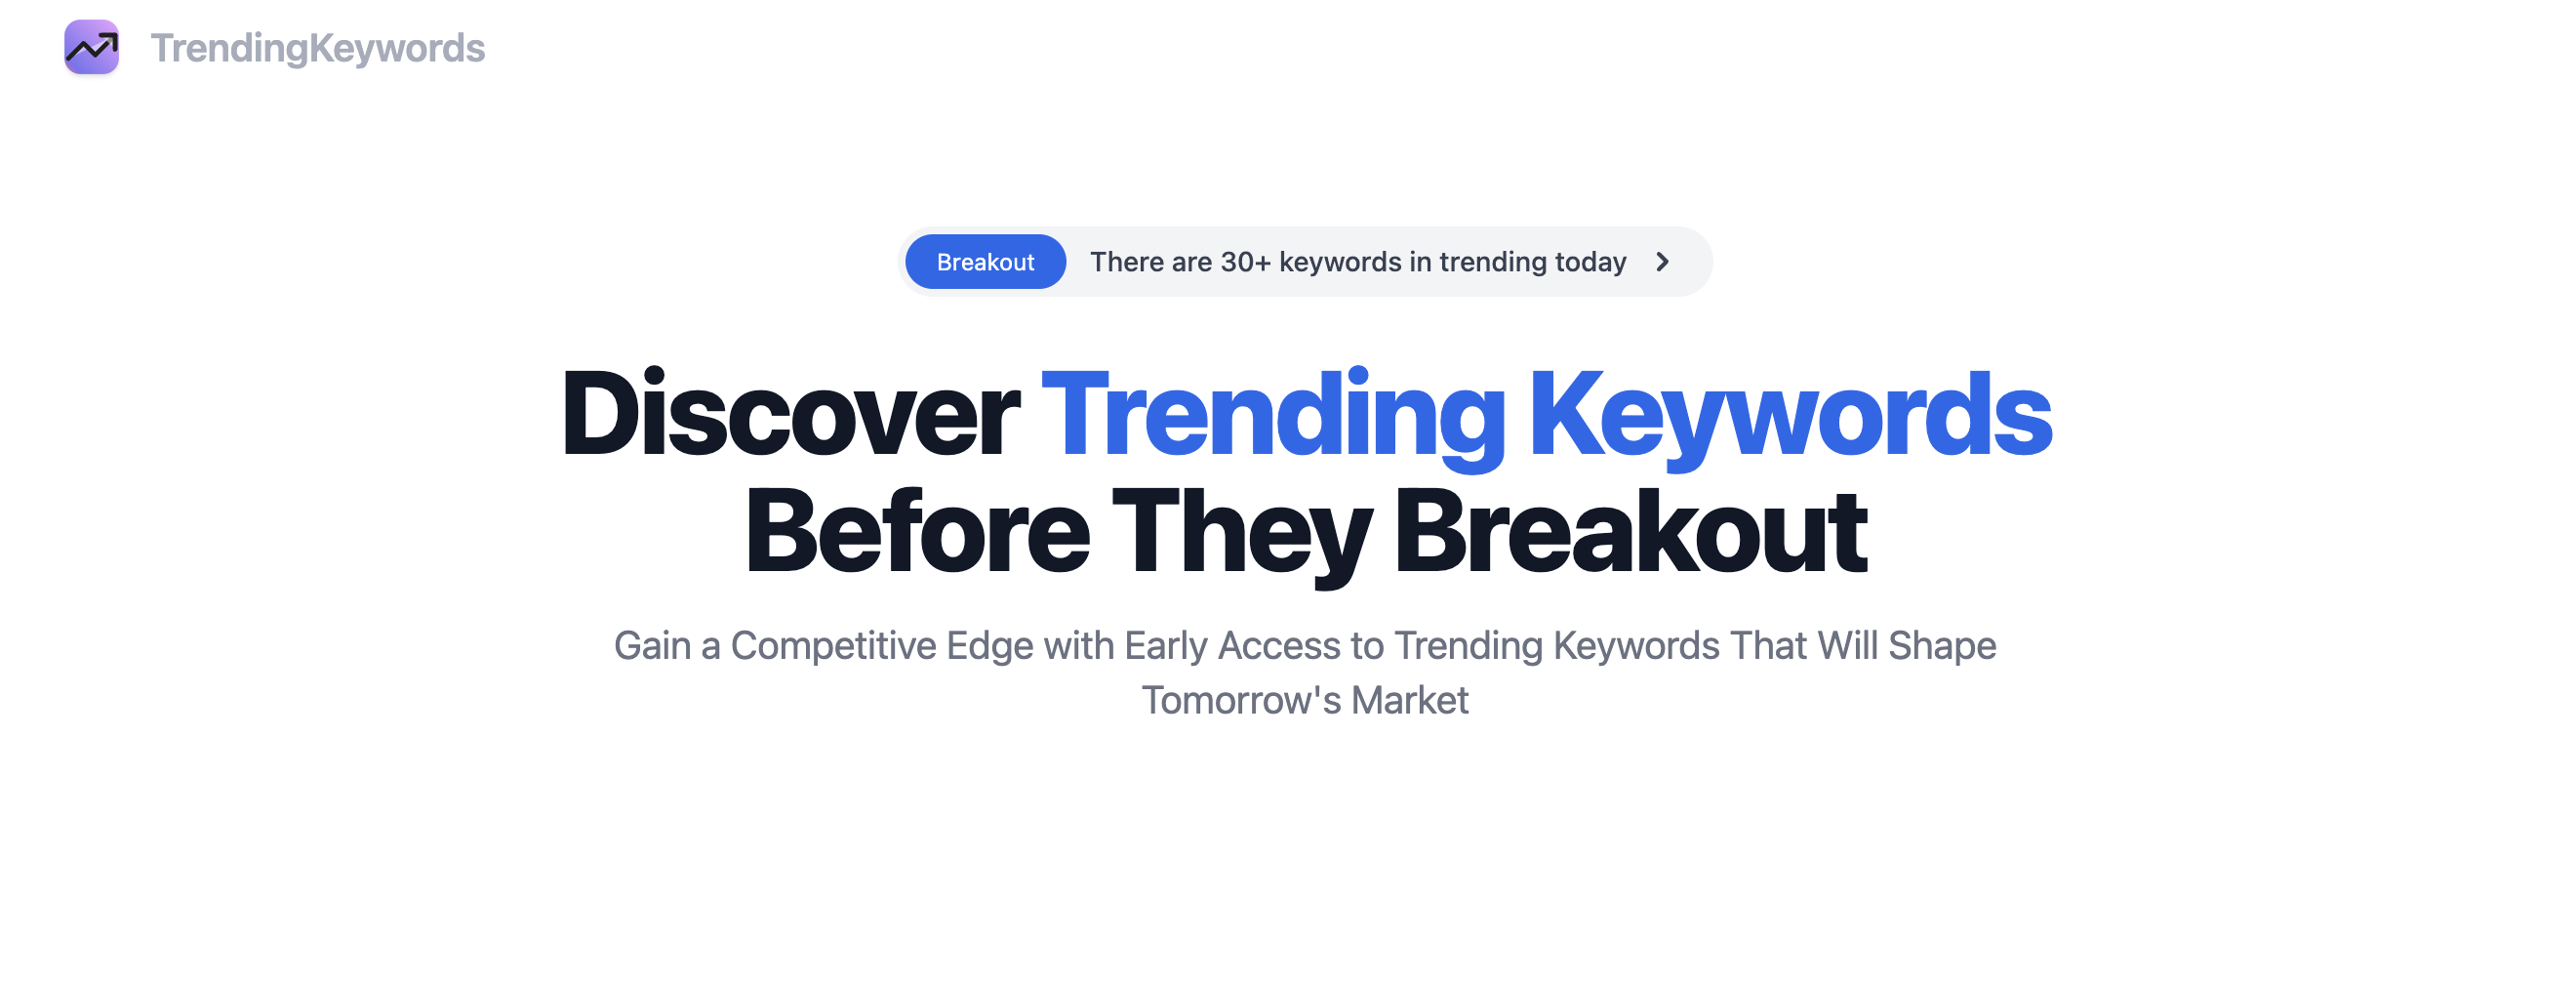 TrendingKeywords
Breakout There are 30+ keywords in trending today
Discover Trending Keywords
Before They Breakout
Gain a Competitive Edge with Early Access to Trending Keywords That Will Shape
Tomorrow's Market